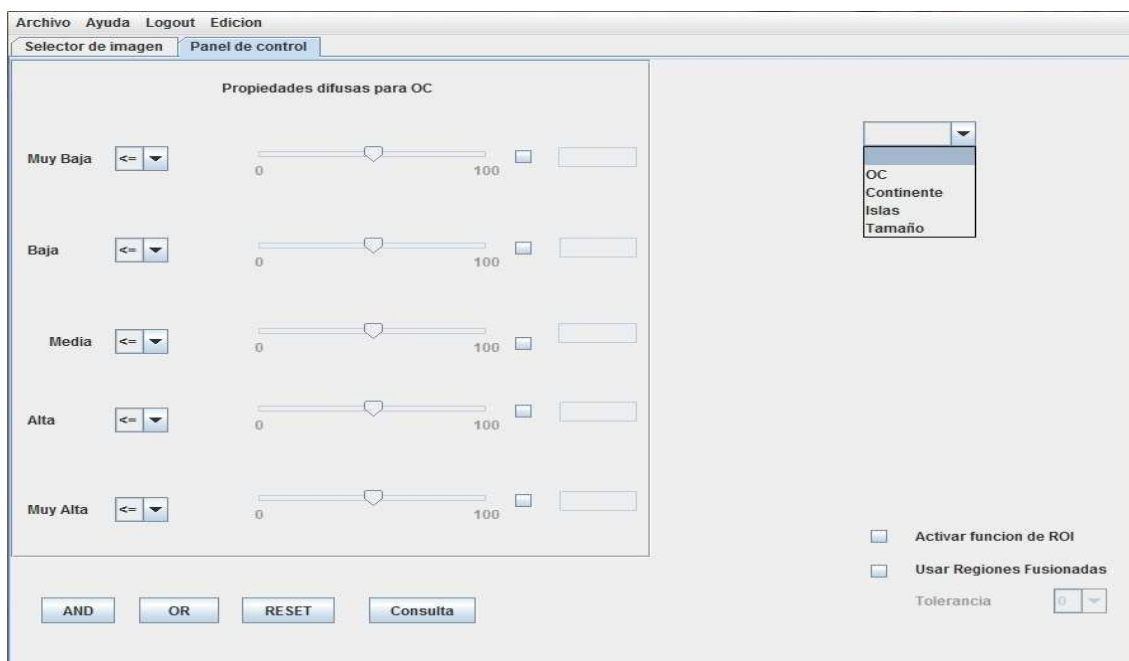 Archivo Ayuda Logout Edicion
Selector de imagen Panel de control
Propiedades difusas para OC
Muy Baja <= 0 100
Baja <= 0 100
Media <= 0 100
Alta <= 0 100
Muy Alta <= 0 100
AND OR RESET Consulta
OC
Continente
Islas
Tamaño
Activar funcion de ROI
Usar Regiones Fusionadas
Tolerancia 0